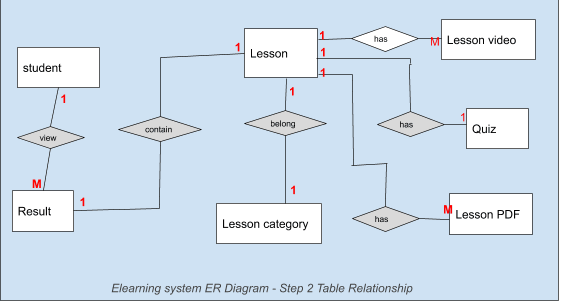 1
Lesson
1
has
M
Lesson video
student
1
1
1
1
contain
belong
has
1
Quiz
view
M
Result
1
1
Lesson category
has
M
Lesson PDF
Elearning system ER Diagram - Step 2 Table Relationship